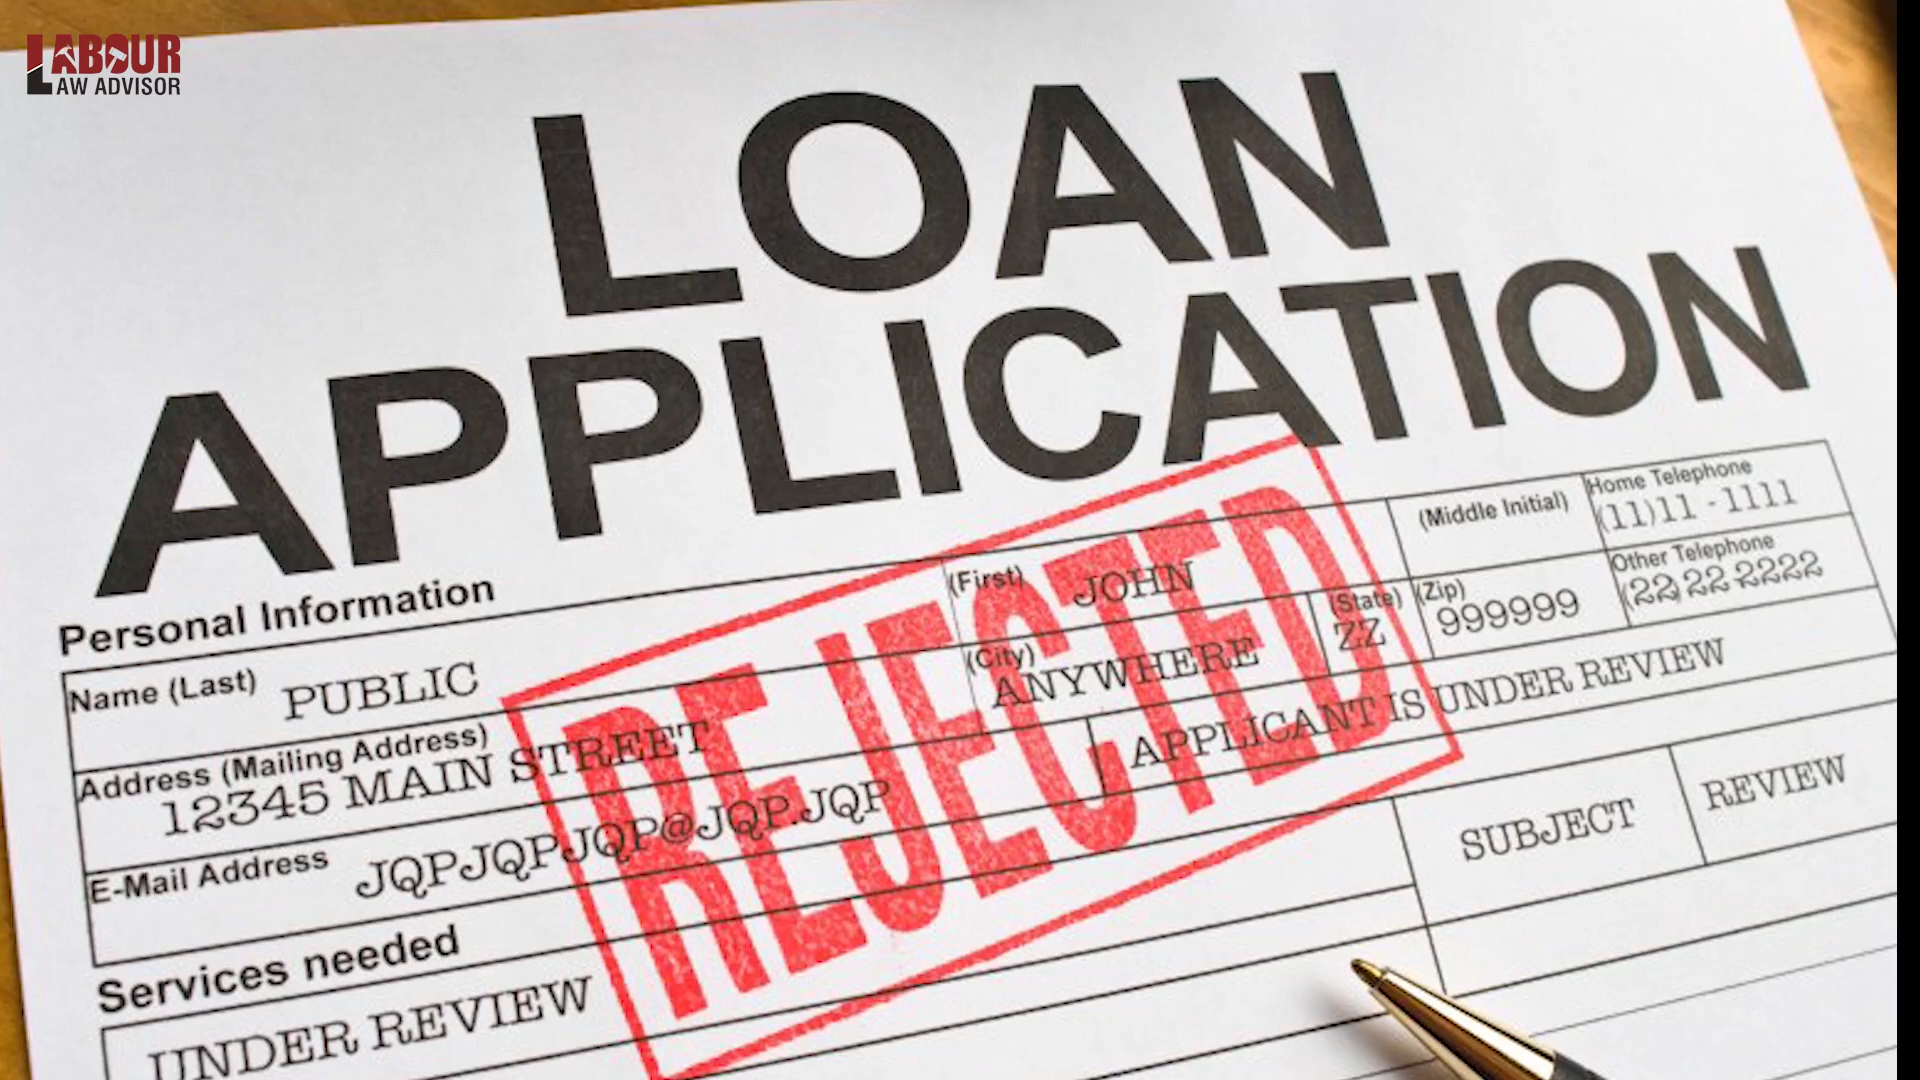 LABOUR
LAW ADVISOR
LOAN
APPLICATION
Personal Information
Name (Last) PUBLIC (First) JOHN (Middle Initial) Home Telephone
(11)11 - 1111
Address (Mailing Address) (City) (State) (Zip) Other Telephone
12345 MAIN STREET ANYWHERE ZZ 999999 (22) 22 2222
E-Mail Address JQPJQPJQP@JQP.JQP APPLICANT IS UNDER REVIEW
REJECTED
Services needed SUBJECT REVIEW
UNDER REVIEW